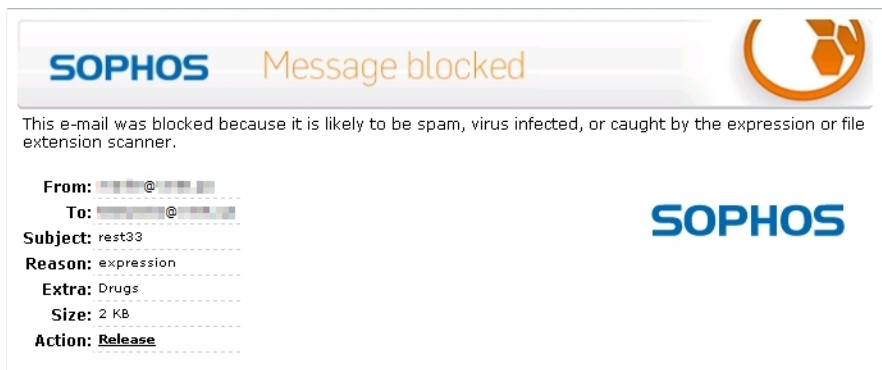 SOPHOS Message blocked
This e-mail was blocked because it is likely to be spam, virus infected, or caught by the expression or file
extension scanner.
From: @
To: @
SOPHOS
Subject: rest33
Reason: expression
Extra: Drugs
Size: 2 KB
Action: Release